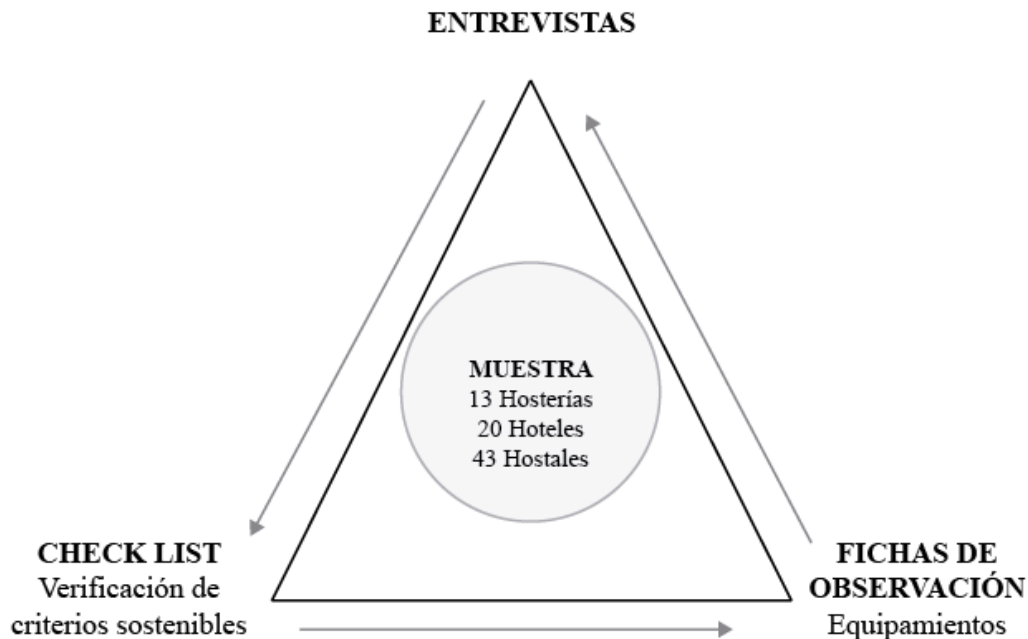 ENTREVISTAS
MUESTRA
13 Hosterías
20 Hoteles
43 Hostales
CHECK LIST
Verificación de
criterios sostenibles
FICHAS DE
OBSERVACIÓN
Equipamientos